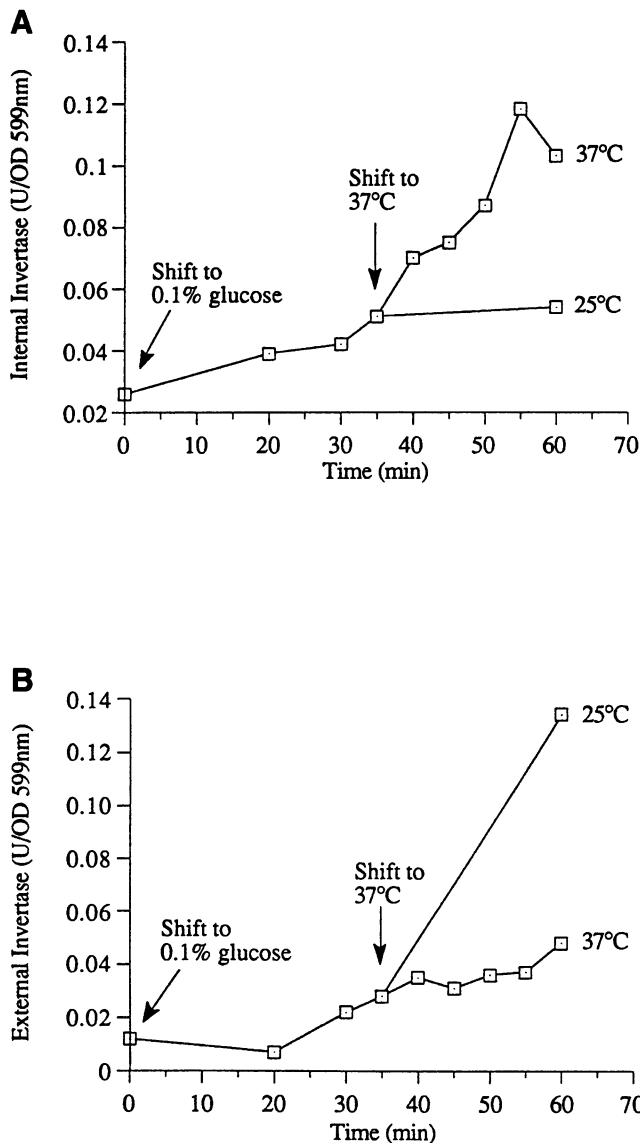 A
Internal Invertase (U/OD 599nm)
0.14
0.12
0.1
0.08
0.06
0.04
0.02
Shift to
0.1% glucose
Shift to
37°C
37°C
25°C
0 10 20 30 40 50 60 70
Time (min)
B
External Invertase (U/OD 599nm)
0.14
0.12
0.10
0.08
0.06
0.04
0.02
0
Shift to
0.1% glucose
Shift to
37°C
25°C
37°C
0 10 20 30 40 50 60 70
Time (min)